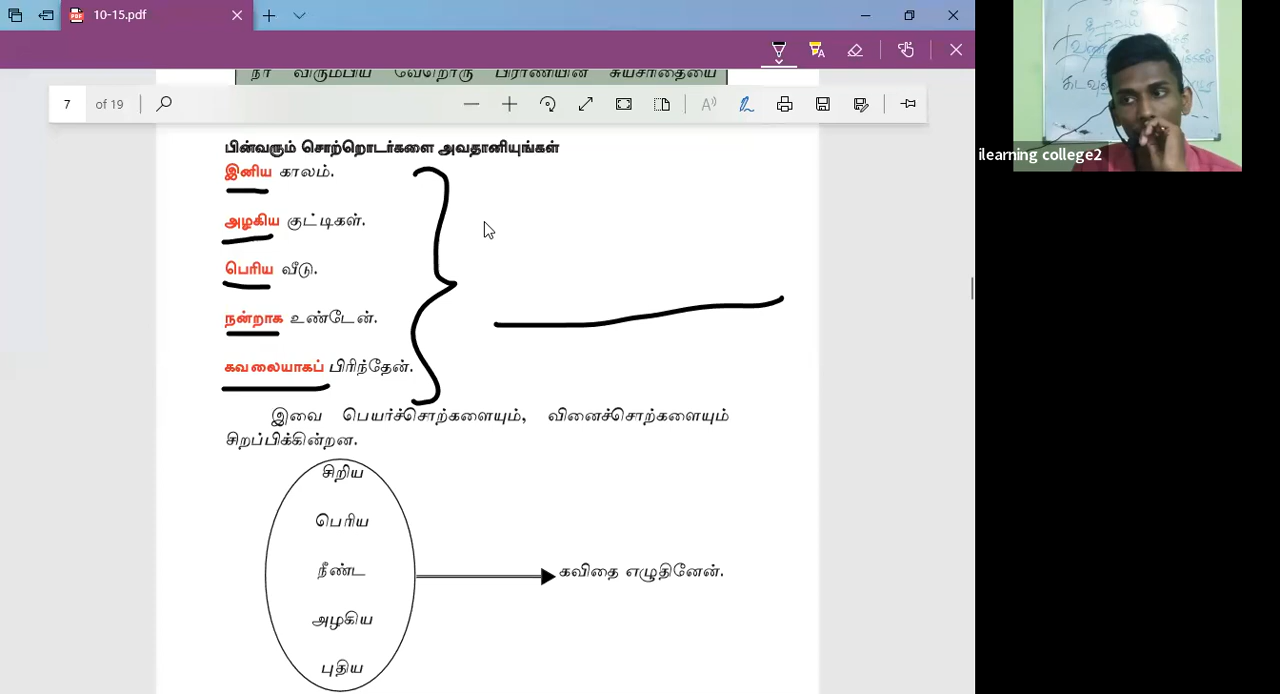 10-15.pdf
நீர் விரும்பிய வேறொரு பிராணியின் சுயசரிதையை
7 of 19
பின்வரும் சொற்றொடர்களை அவதானியுங்கள்
இனிய காலம்.
அழகிய குட்டிகள்.
பெரிய வீடு.
நன்றாக உண்டேன்.
கவலையாகப் பிரிந்தேன்.
இவை பெயர்ச்சொற்களையும், வினைச்சொற்களையும்
சிறப்பிக்கின்றன.
சிறிய
பெரிய
நீண்ட
அழகிய
புதிய
கவிதை எழுதினேன்.
ilearning college2